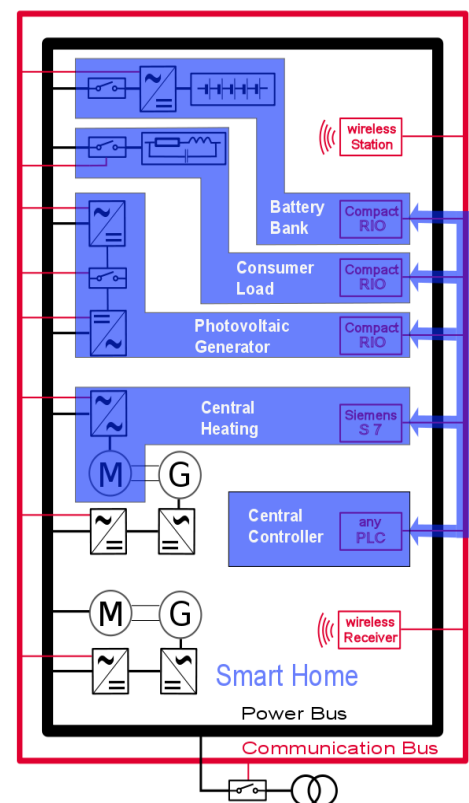 wireless
Station
Battery
Bank
Compact
RIO
Consumer
Load
Compact
RIO
Photovoltaic
Generator
Compact
RIO
Central
Heating
Siemens
S 7
M
G
Central
Controller
any
PLC
M
G
wireless
Receiver
Smart Home
Power Bus
Communication Bus